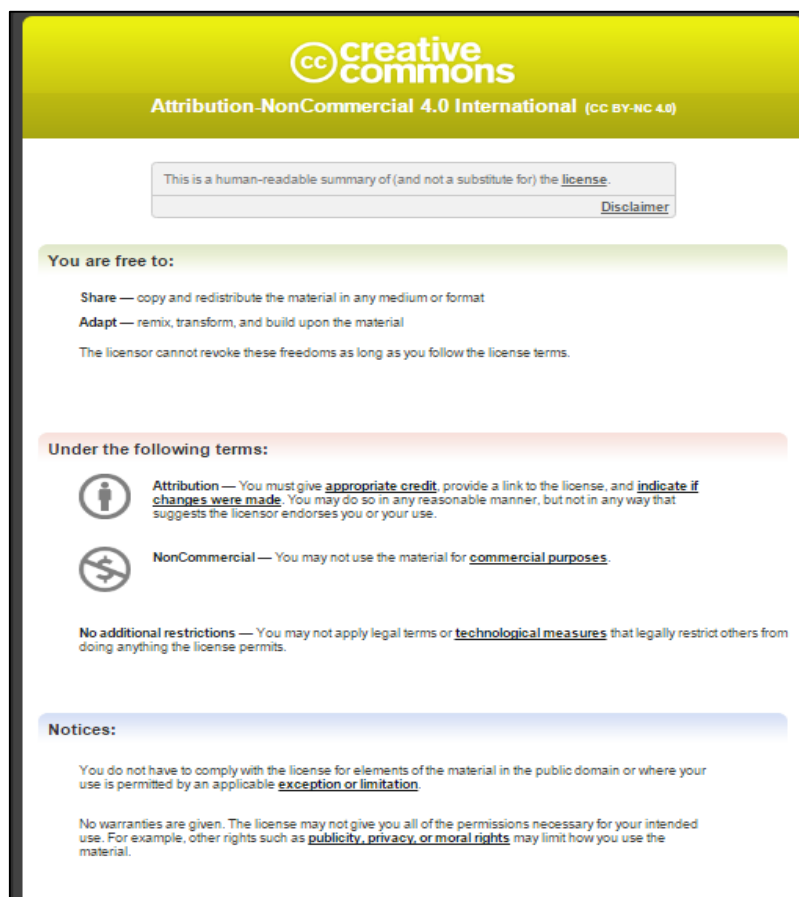 cc creative
commons
Attribution-NonCommercial 4.0 International (CC BY-NC 4.0)
This is a human-readable summary of (and not a substitute for) the license.
Disclaimer
You are free to:
Share — copy and redistribute the material in any medium or format
Adapt — remix, transform, and build upon the material
The licensor cannot revoke these freedoms as long as you follow the license terms.
Under the following terms:
Attribution — You must give appropriate credit, provide a link to the license, and indicate if
changes were made. You may do so in any reasonable manner, but not in any way that
suggests the licensor endorses you or your use.
$
NonCommercial — You may not use the material for commercial purposes.
No additional restrictions — You may not apply legal terms or technological measures that legally restrict others from
doing anything the license permits.
Notices:
You do not have to comply with the license for elements of the material in the public domain or where your
use is permitted by an applicable exception or limitation.
No warranties are given. The license may not give you all of the permissions necessary for your intended
use. For example, other rights such as publicity, privacy, or moral rights may limit how you use the
material.